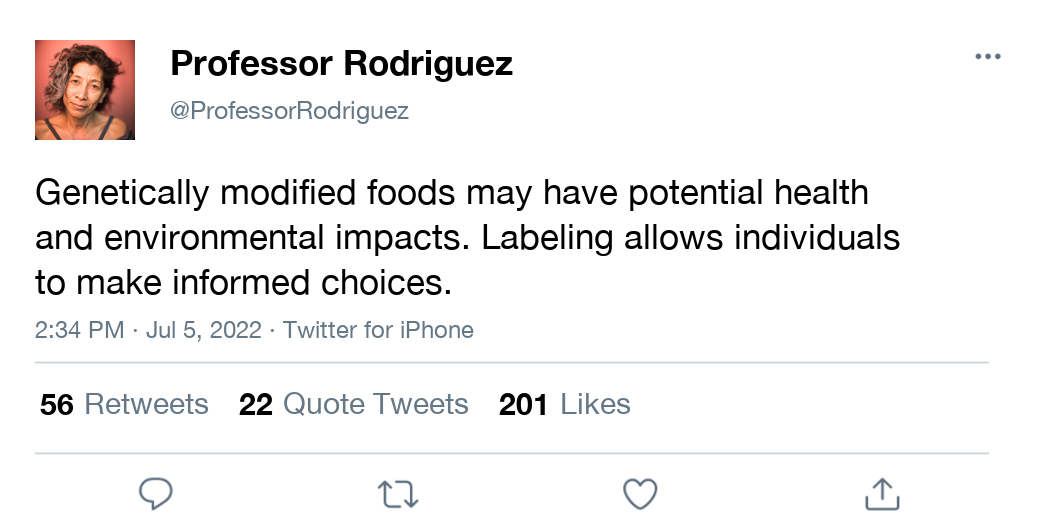 Professor Rodriguez
@ProfessorRodriguez
Genetically modified foods may have potential health
and environmental impacts. Labeling allows individuals
to make informed choices.
2:34 PM · Jul 5, 2022 · Twitter for iPhone
56 Retweets 22 Quote Tweets 201 Likes